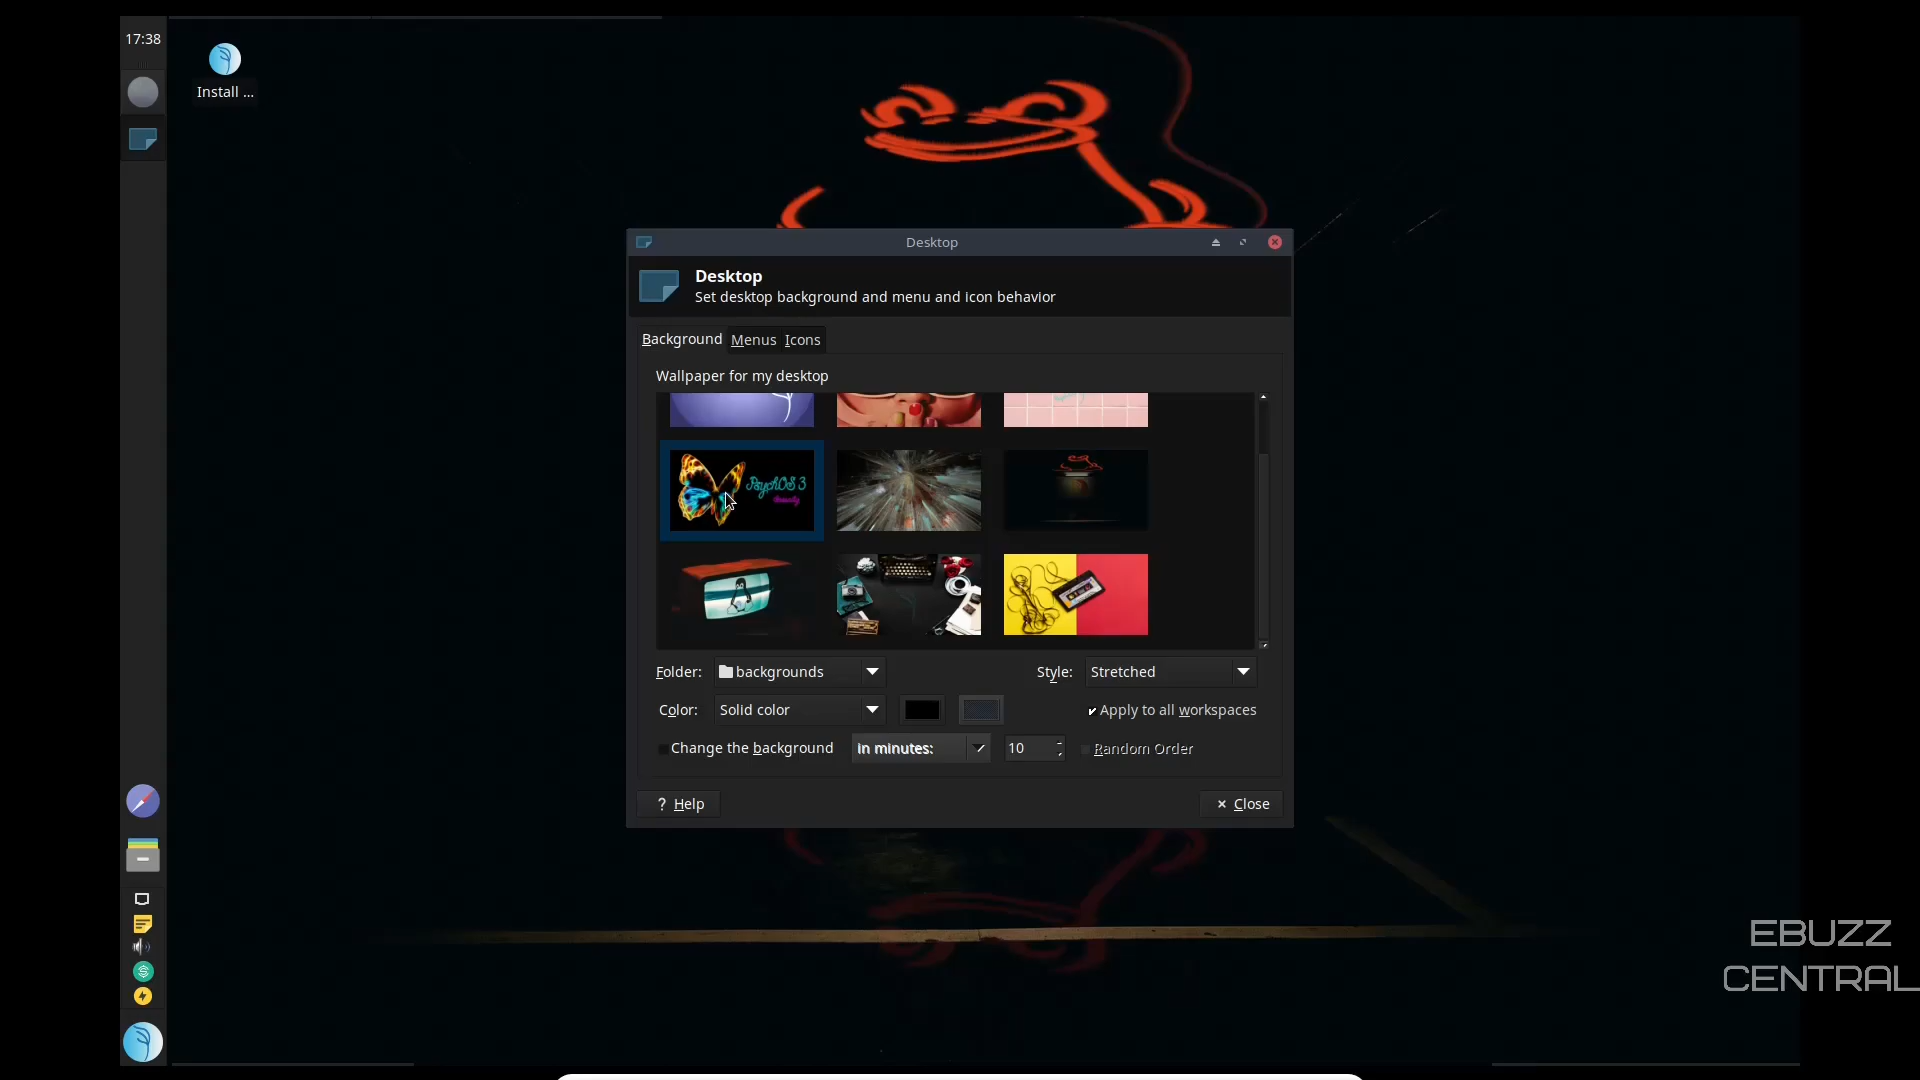 17:38
Install ...
Desktop
Desktop
Set desktop background and menu and icon behavior
Background Menus Icons
Wallpaper for my desktop
PsychOS 3
Folder: backgrounds Style: Stretched
Color: Solid color Apply to all workspaces
Change the background in minutes: 10 Random Order
? Help × Close
EBUZZ
CENTRAL